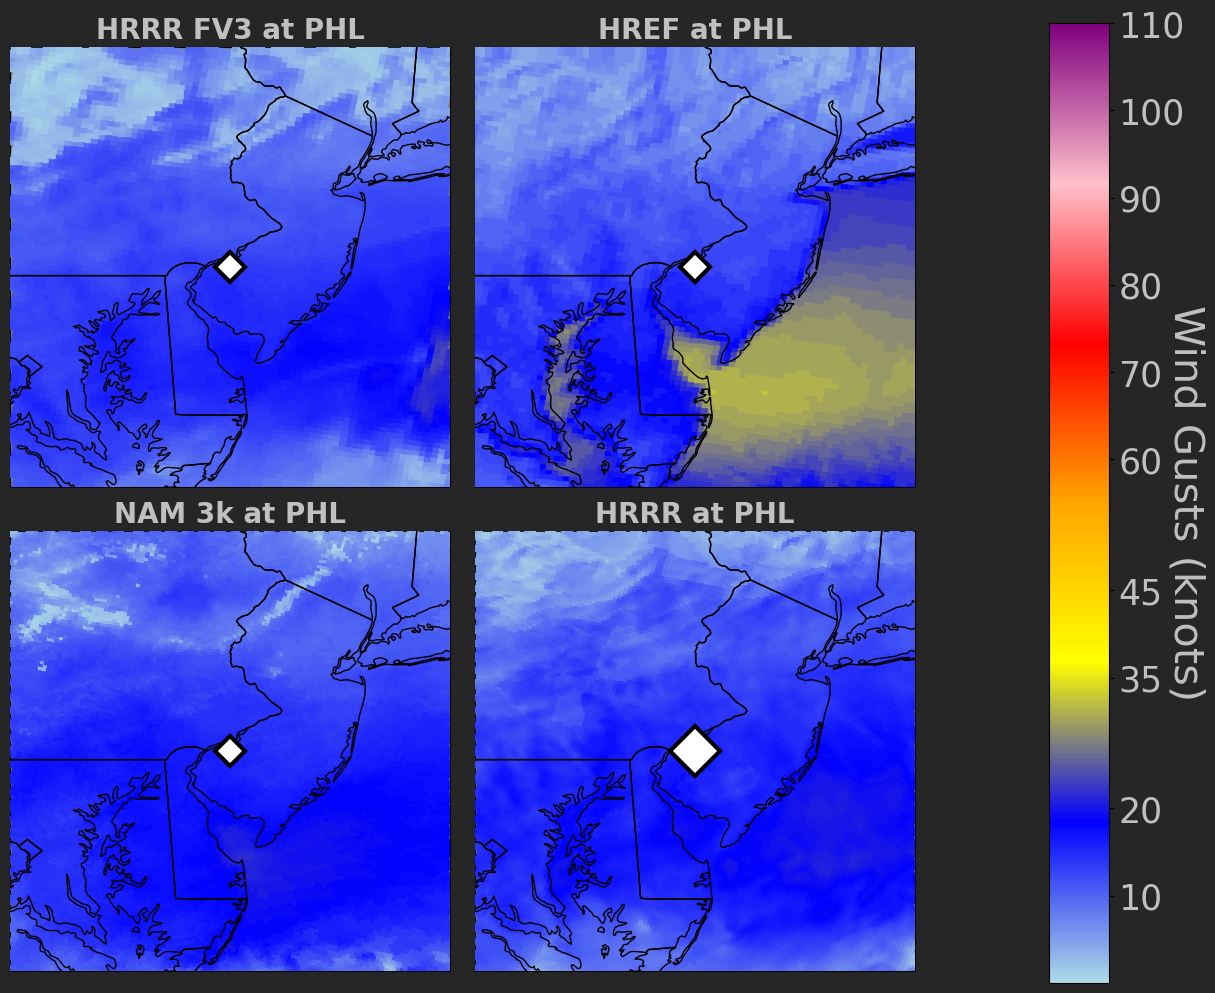 HRRR FV3 at PHL
HREF at PHL
NAM 3k at PHL
HRRR at PHL
110
100
90
80
70
60
45
35
20
10
Wind Gusts (knots)